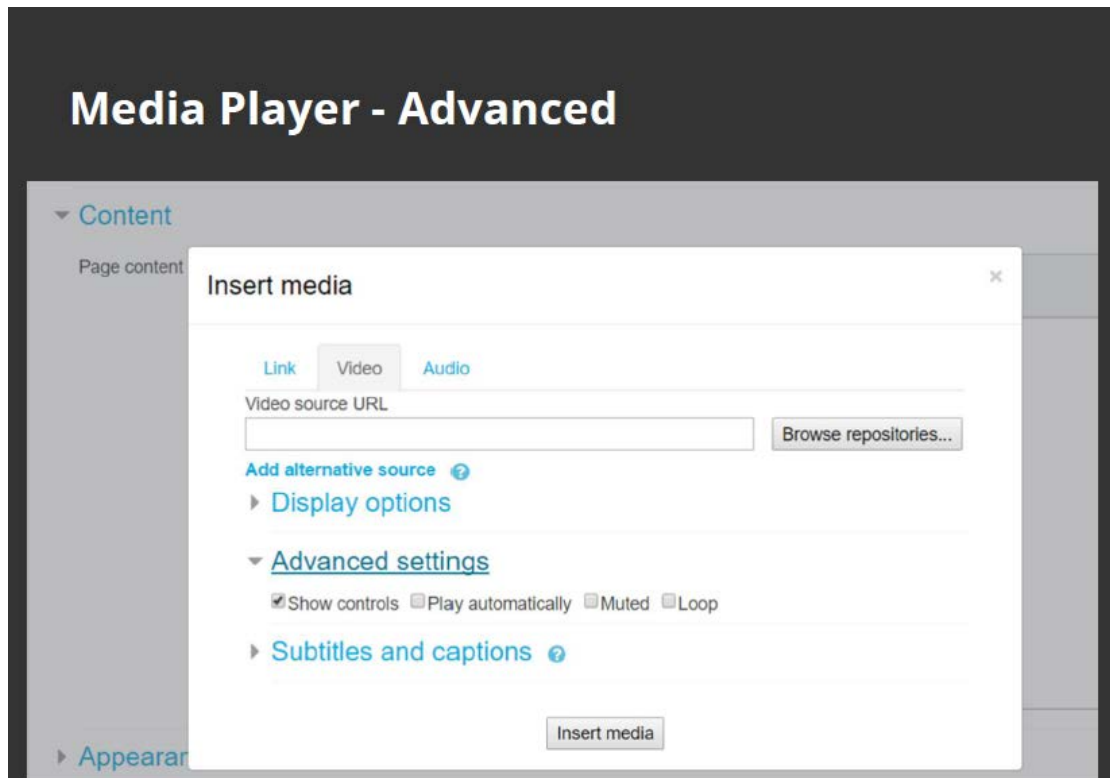 Media Player - Advanced
Content
Page content
Insert media
×
Link Video Audio
Video source URL
Browse repositories...
Add alternative source ?
Display options
Advanced settings
Show controls Play automatically Muted Loop
Subtitles and captions ?
Insert media
Appearan